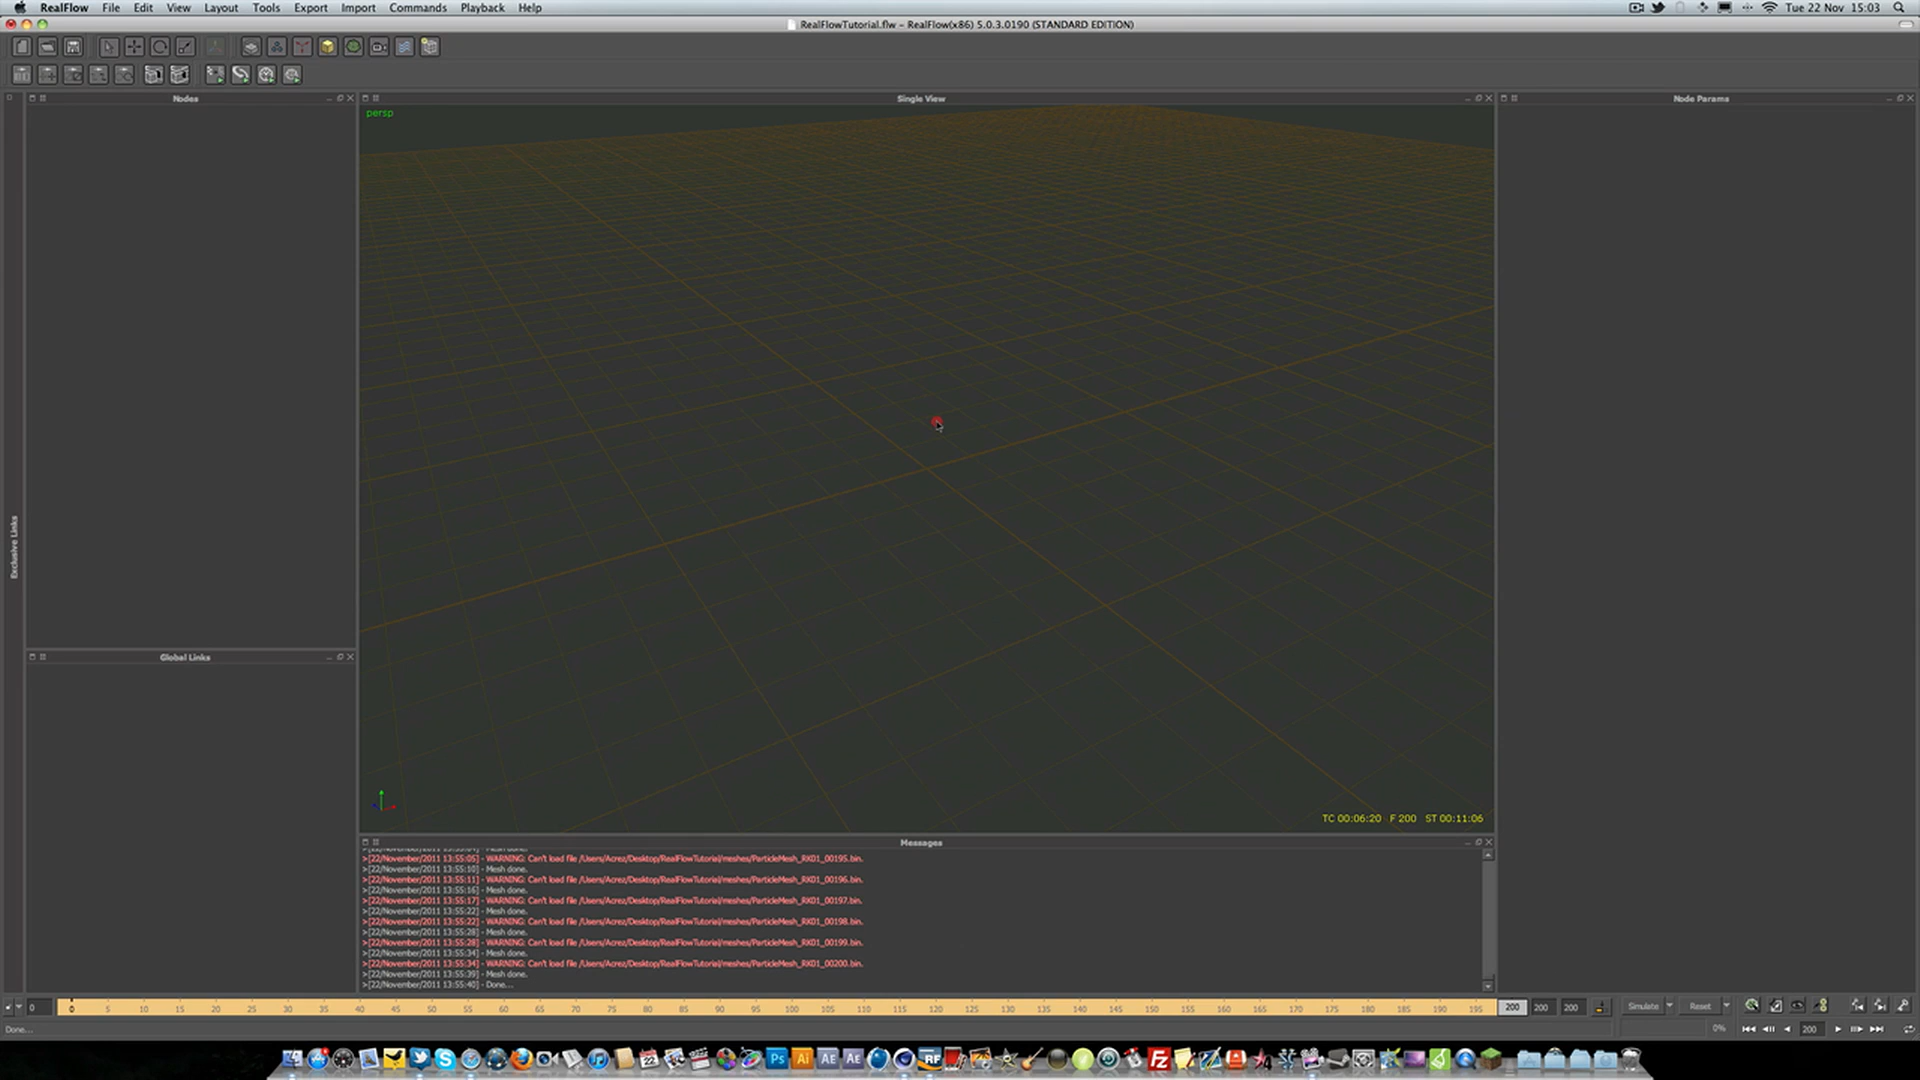 RealFlow File Edit View Layout Tools Export Import Commands Playback Help Tue 22 Nov 15:03
RealFlowTutorial.flw - RealFlow(x86) 5.0.3.0190 (STANDARD EDITION)
Nodes Single View Node Params
persp
Exclusive Links
Global Links
TC 00:06:20 F 200 ST 00:11:06
Messages
>[22/November/2011 13:55:05] - WARNING: Can't load file /Users/Acrez/Desktop/RealFlowTutorial/meshes/ParticleMesh_RK01_00195.bin.
>[22/November/2011 13:55:10] - Mesh done.
>[22/November/2011 13:55:11] - WARNING: Can't load file /Users/Acrez/Desktop/RealFlowTutorial/meshes/ParticleMesh_RK01_00196.bin.
>[22/November/2011 13:55:16] - Mesh done.
>[22/November/2011 13:55:17] - WARNING: Can't load file /Users/Acrez/Desktop/RealFlowTutorial/meshes/ParticleMesh_RK01_00197.bin.
>[22/November/2011 13:55:22] - Mesh done.
>[22/November/2011 13:55:22] - WARNING: Can't load file /Users/Acrez/Desktop/RealFlowTutorial/meshes/ParticleMesh_RK01_00198.bin.
>[22/November/2011 13:55:28] - Mesh done.
>[22/November/2011 13:55:28] - WARNING: Can't load file /Users/Acrez/Desktop/RealFlowTutorial/meshes/ParticleMesh_RK01_00199.bin.
>[22/November/2011 13:55:34] - Mesh done.
>[22/November/2011 13:55:34] - WARNING: Can't load file /Users/Acrez/Desktop/RealFlowTutorial/meshes/ParticleMesh_RK01_00200.bin.
>[22/November/2011 13:55:39] - Mesh done.
>[22/November/2011 13:55:40] - Done...
0 0 5 10 15 20 25 30 35 40 45 50 55 60 65 70 75 80 85 90 95 100 105 110 115 120 125 130 135 140 145 150 155 160 165 170 175 180 185 190 195 200 200 200 Simulate Reset
Done... 0% 200
Ps Ai AE AE RF FZ